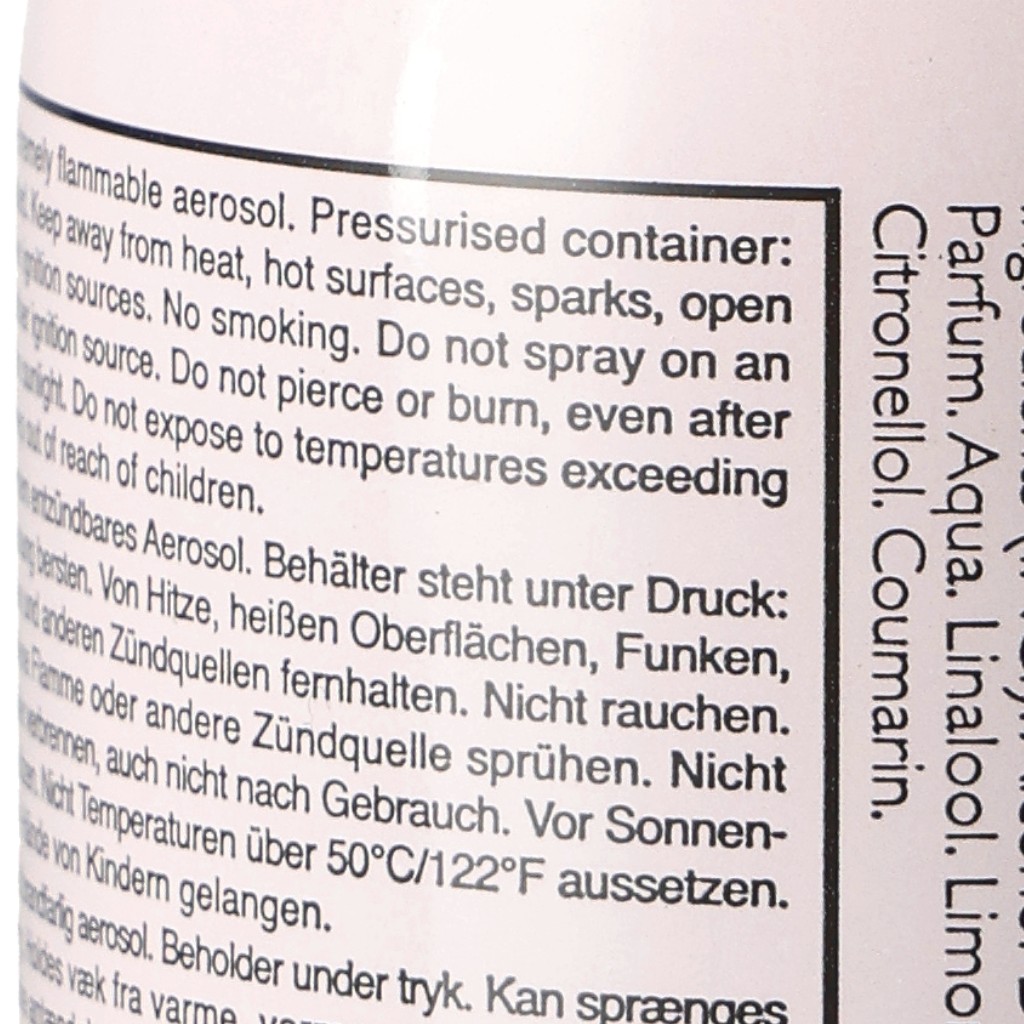 flammable aerosol. Pressurised container:
Keep away from heat, hot surfaces, sparks, open
ignition sources. No smoking. Do not spray on an
ignition source. Do not pierce or burn, even after
sunlight. Do not expose to temperatures exceeding
out of reach of children.
entzündbares Aerosol. Behälter steht unter Druck:
bersten. Von Hitze, heißen Oberflächen, Funken,
und anderen Zündquellen fernhalten. Nicht rauchen.
Flamme oder andere Zündquelle sprühen. Nicht
verbrennen, auch nicht nach Gebrauch. Vor Sonnen-
Nicht Temperaturen über 50°C/122°F aussetzen.
von Kindern gelangen.
aerosol. Beholder under tryk. Kan sprænges
væk fra varme,
Parfum. Aqua. Linalool. Limo
Citronellol. Coumarin.